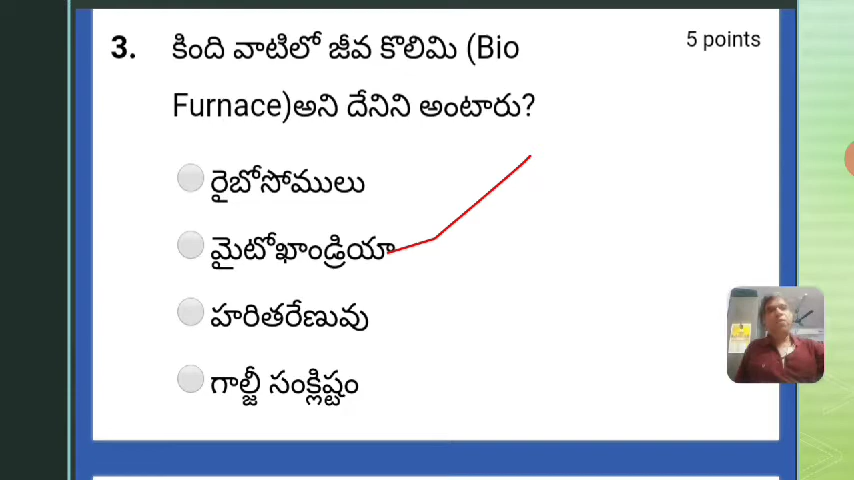 3. కింది వాటిలో జీవ కొలిమి (Bio 5 points
Furnace)అని దేనిని అంటారు?
రైబోసోములు
మైటోఖాండ్రియా
హరితరేణువు
గాల్జీ సంక్లిష్టం